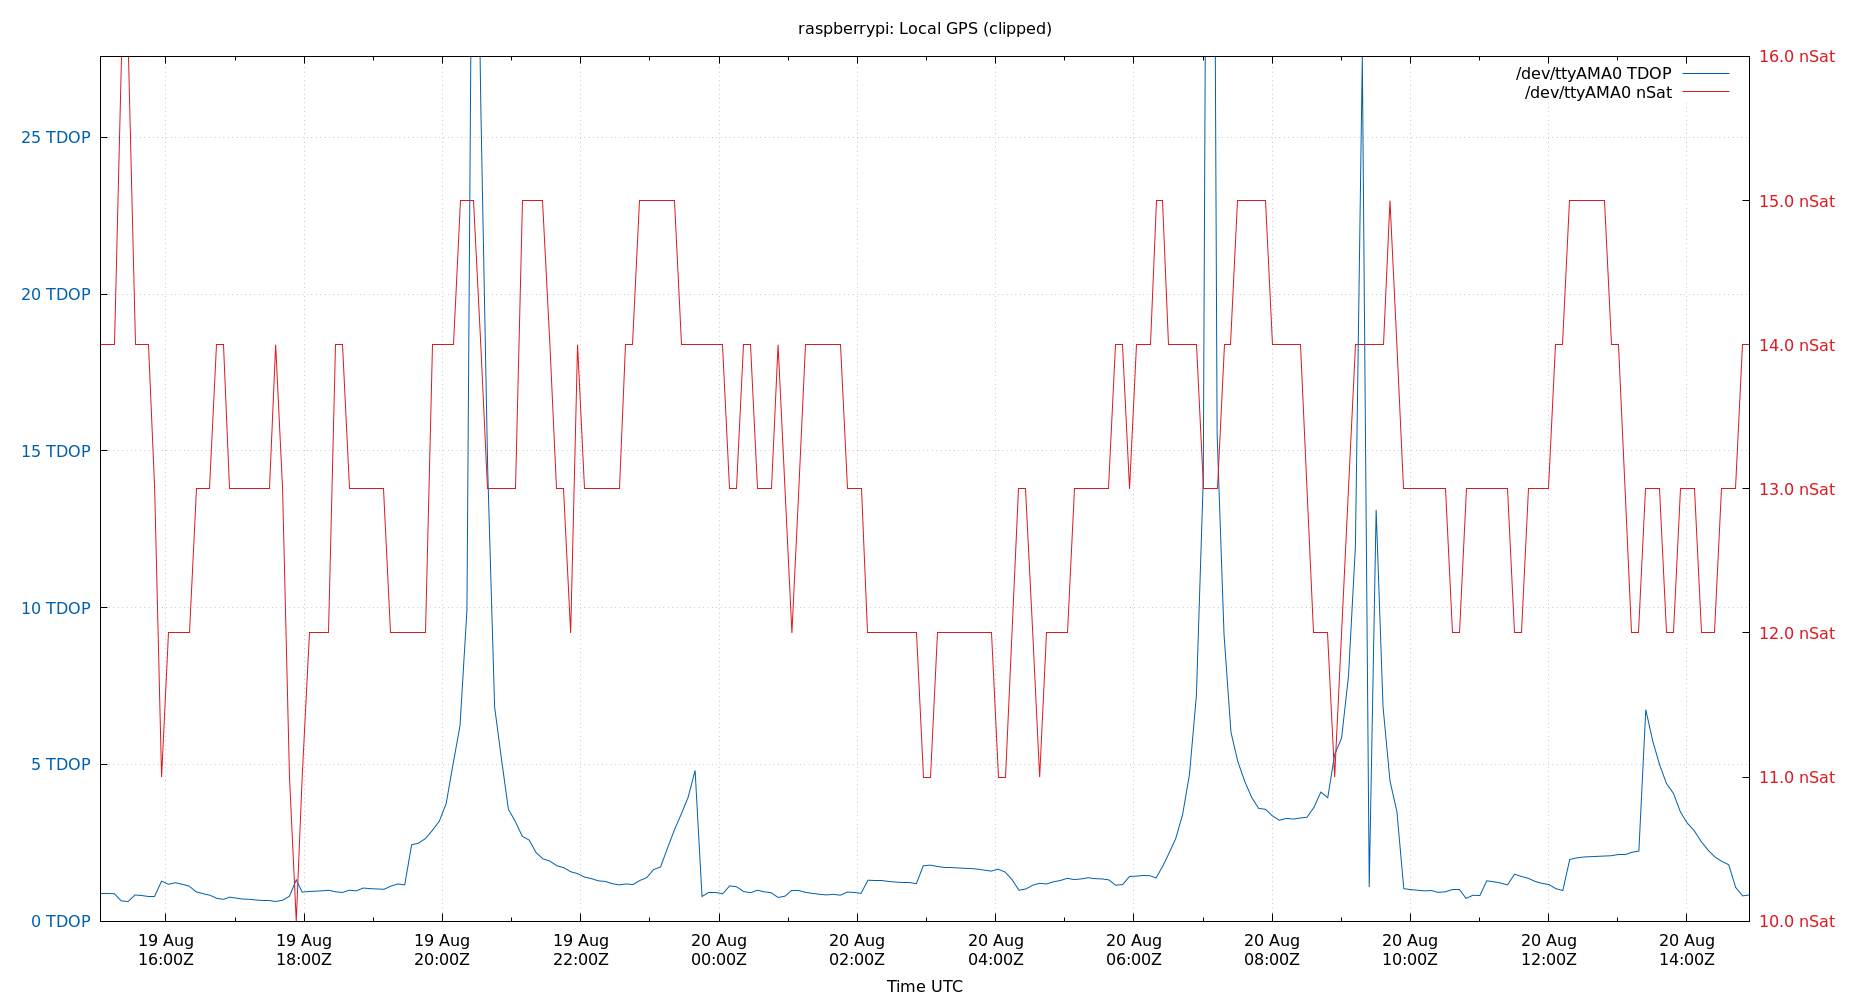 raspberrypi: Local GPS (clipped)
16.0 nSat
/dev/ttyAMA0 TDOP
/dev/ttyAMA0 nSat
25 TDOP
15.0 nSat
20 TDOP
14.0 nSat
15 TDOP
13.0 nSat
10 TDOP
12.0 nSat
5 TDOP
11.0 nSat
0 TDOP
10.0 nSat
19 Aug 19 Aug 19 Aug 19 Aug 20 Aug 20 Aug 20 Aug 20 Aug 20 Aug 20 Aug 20 Aug 20 Aug
16:00Z 18:00Z 20:00Z 22:00Z 00:00Z 02:00Z 04:00Z 06:00Z 08:00Z 10:00Z 12:00Z 14:00Z
Time UTC